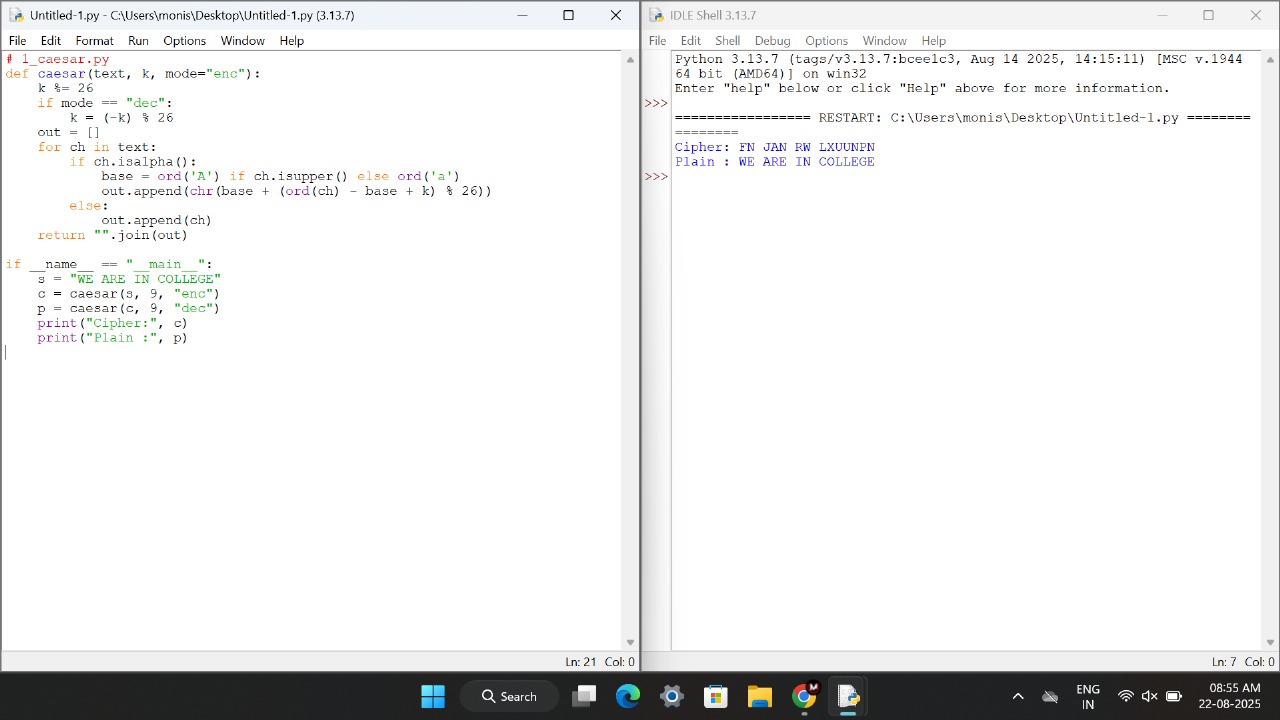 Untitled-1.py - C:\Users\monis\Desktop\Untitled-1.py (3.13.7)
File Edit Format Run Options Window Help
# 1_caesar.py
def caesar(text, k, mode="enc"):
    k %= 26
    if mode == "dec":
        k = (-k) % 26
    out = []
    for ch in text:
        if ch.isalpha():
            base = ord('A') if ch.isupper() else ord('a')
            out.append(chr(base + (ord(ch) - base + k) % 26))
        else:
            out.append(ch)
    return "".join(out)
if __name__ == "__main__":
    s = "WE ARE IN COLLEGE"
    c = caesar(s, 9, "enc")
    p = caesar(c, 9, "dec")
    print("Cipher:", c)
    print("Plain :", p)
Ln: 21 Col: 0
IDLE Shell 3.13.7
File Edit Shell Debug Options Window Help
Python 3.13.7 (tags/v3.13.7:bcee1c3, Aug 14 2025, 14:15:11) [MSC v.1944
64 bit (AMD64)] on win32
Enter "help" below or click "Help" above for more information.
>>>
================= RESTART: C:\Users\monis\Desktop\Untitled-1.py ========
========
Cipher: FN JAN RW LXUUNPN
Plain : WE ARE IN COLLEGE
>>>
Ln: 7 Col: 0
Search
M
ENG
IN
08:55 AM
22-08-2025